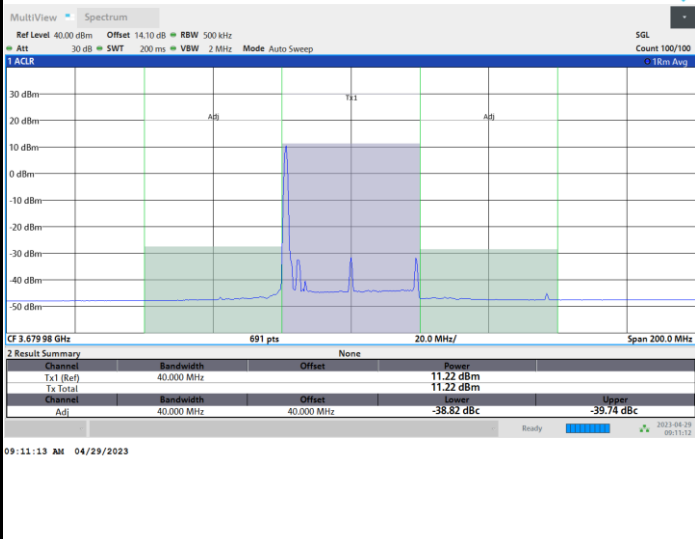 MultiView Spectrum
Ref Level 40.00 dBm Offset 14.10 dB RBW 500 kHz SGL
Att 30 dB SWT 200 ms VBW 2 MHz Mode Auto Sweep Count 100/100
1 ACLR 1Rm Avg
30 dBm
Tx1
20 dBm Adj Adj
10 dBm
0 dBm
-10 dBm
-20 dBm
-30 dBm
-40 dBm
-50 dBm
CF 3.679 98 GHz 691 pts 20.0 MHz/ Span 200.0 MHz
2 Result Summary None
Channel Bandwidth Offset Power
Tx1 (Ref) 40.000 MHz 11.22 dBm
Tx Total 11.22 dBm
Channel Bandwidth Offset Lower Upper
Adj 40.000 MHz 40.000 MHz -38.82 dBc -39.74 dBc
Ready 2023-04-29
09:11:12
09:11:13 AM 04/29/2023